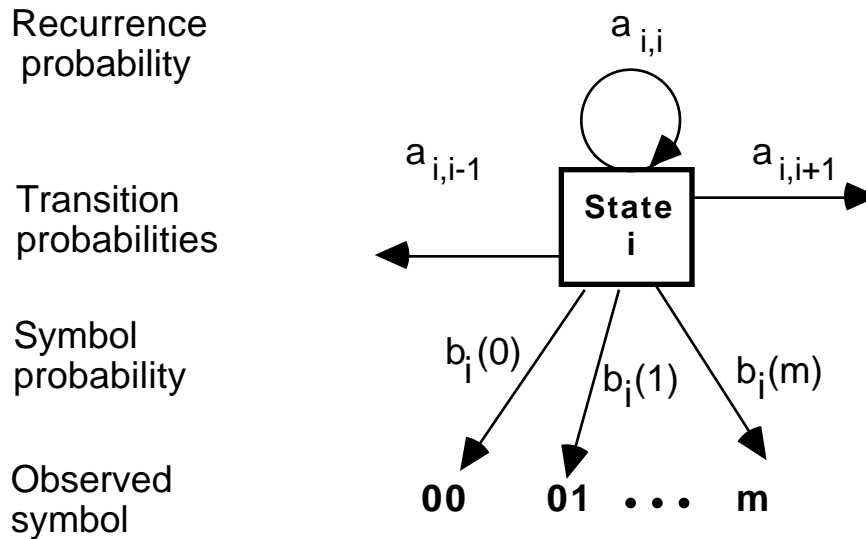 Recurrence
probability
a i,i
a i,i-1
a i,i+1
Transition
probabilities
State
i
Symbol
probability
b i (0)
b i (1)
b i (m)
Observed
symbol
00 01 • • • m